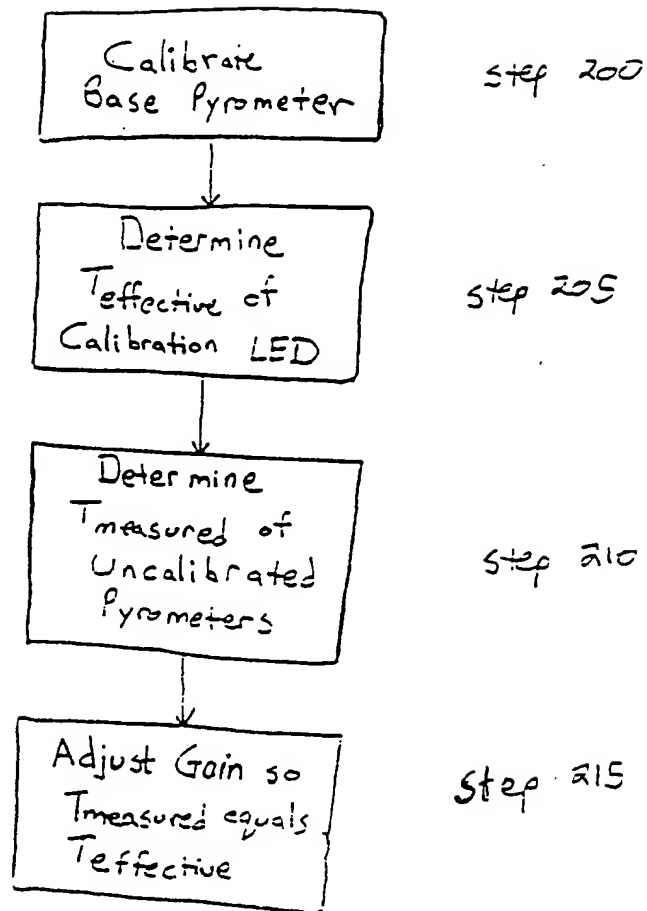 Calibrate
Base Pyrometer
step 200
Determine
Teffective of
Calibration LED
step 205
Determine
Tmeasured of
Uncalibrated
Pyrometers
step 210
Adjust Gain so
Tmeasured equals
Teffective
step 215